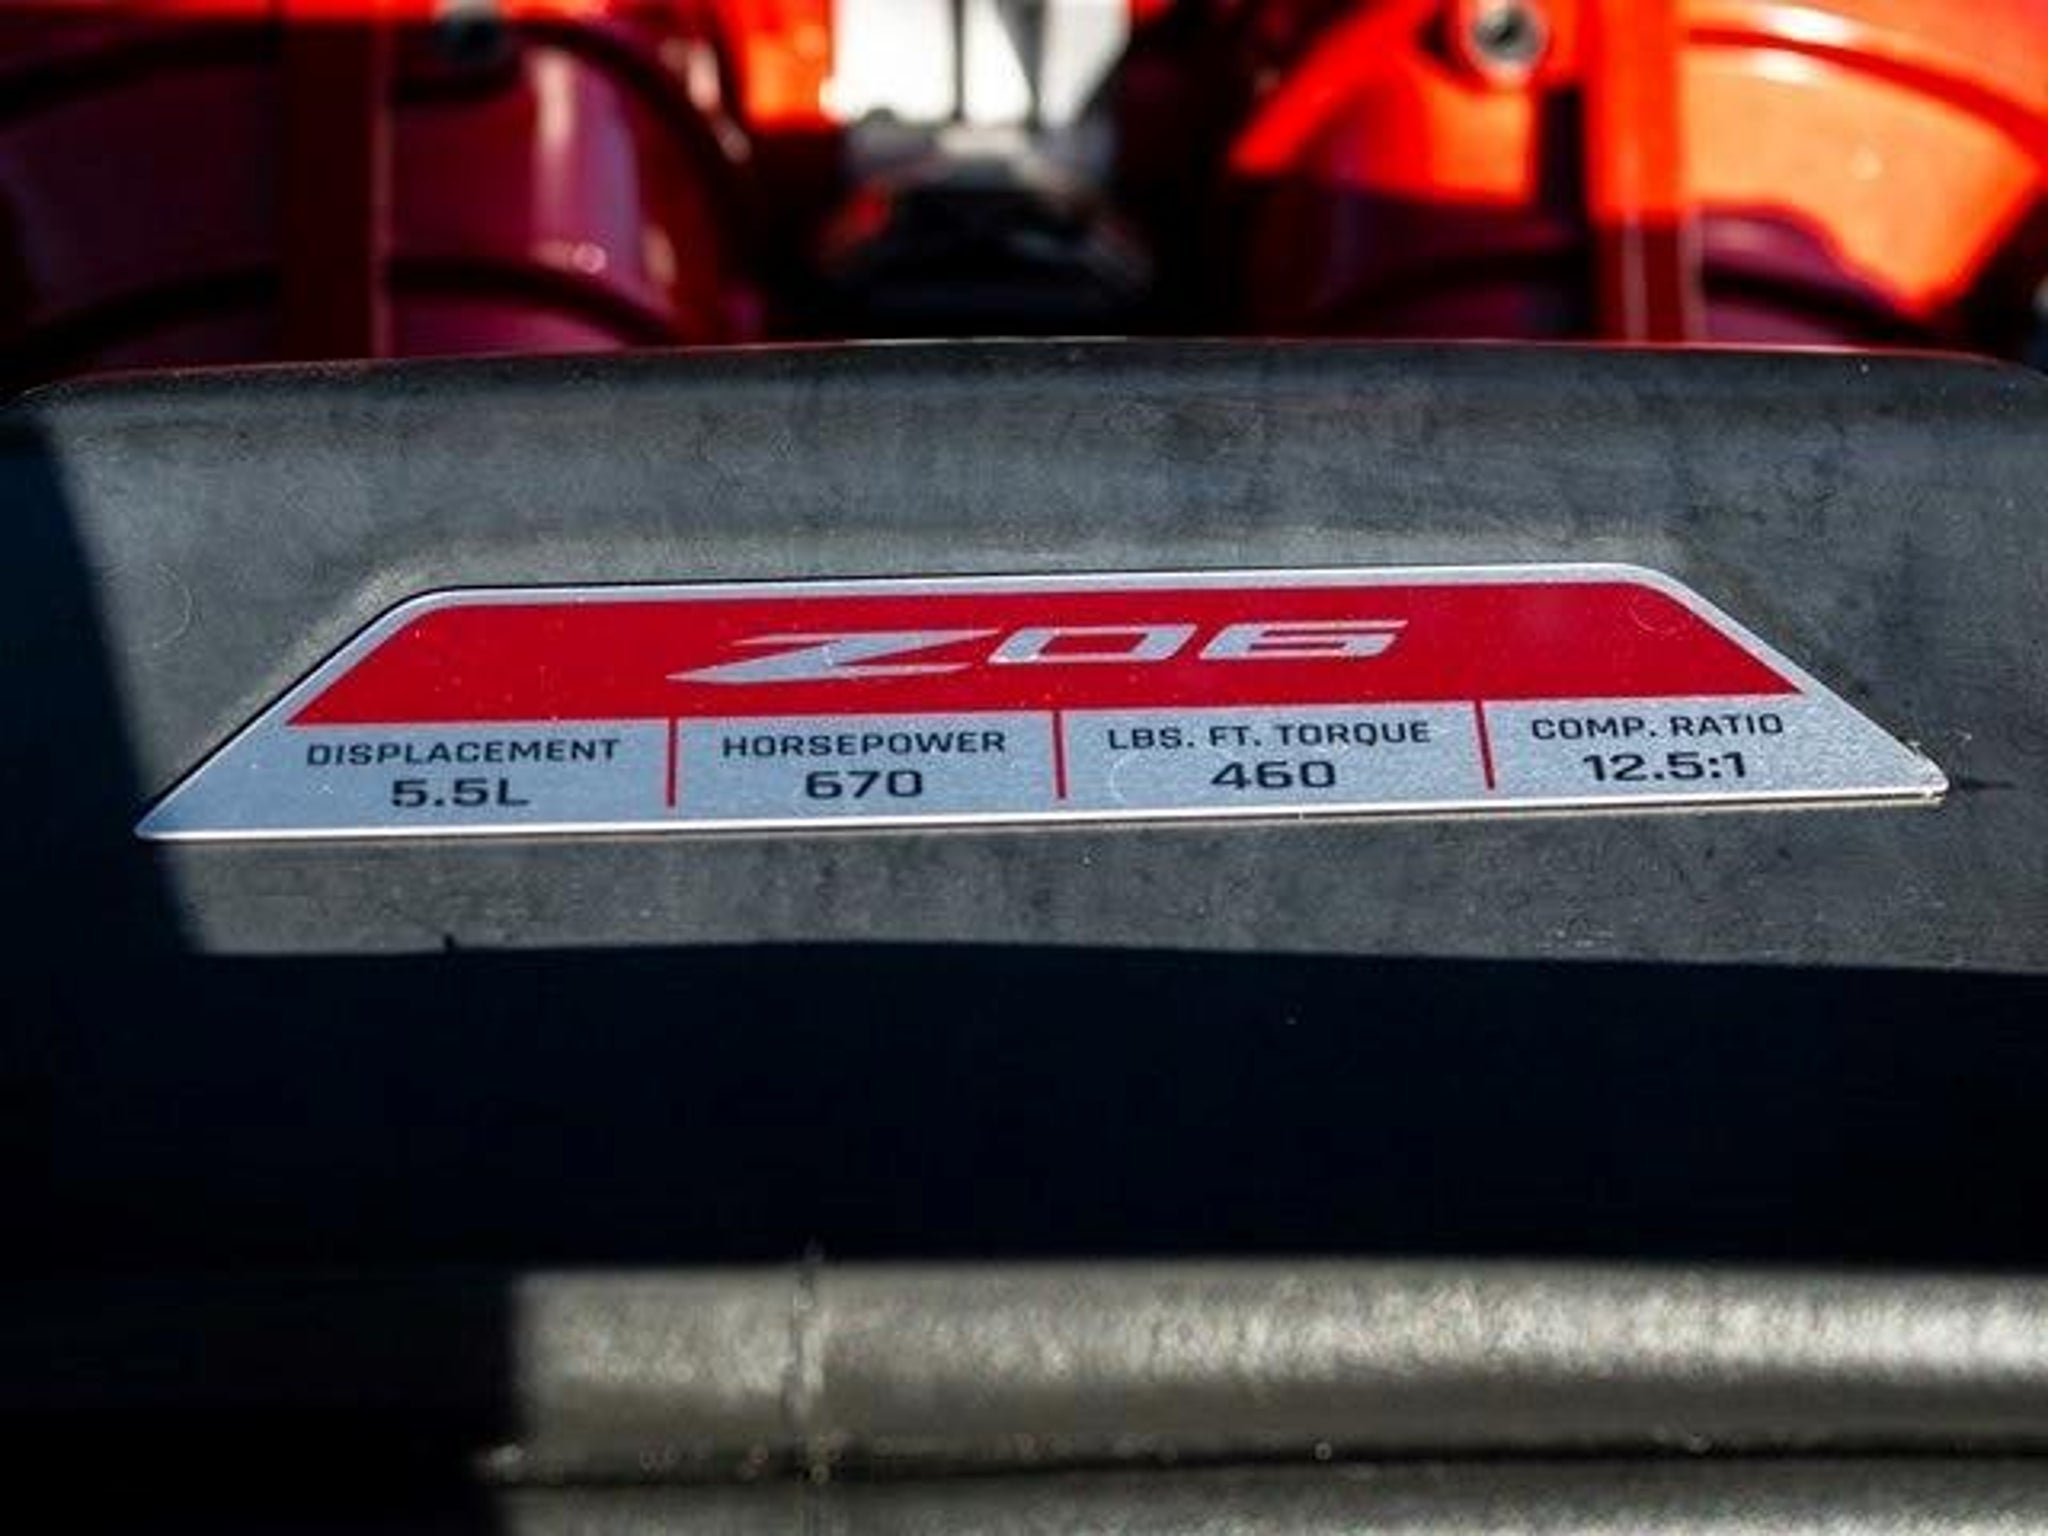 Z06
DISPLACEMENT HORSEPOWER LBS. FT. TORQUE COMP. RATIO
5.5L 670 460 12.5:1